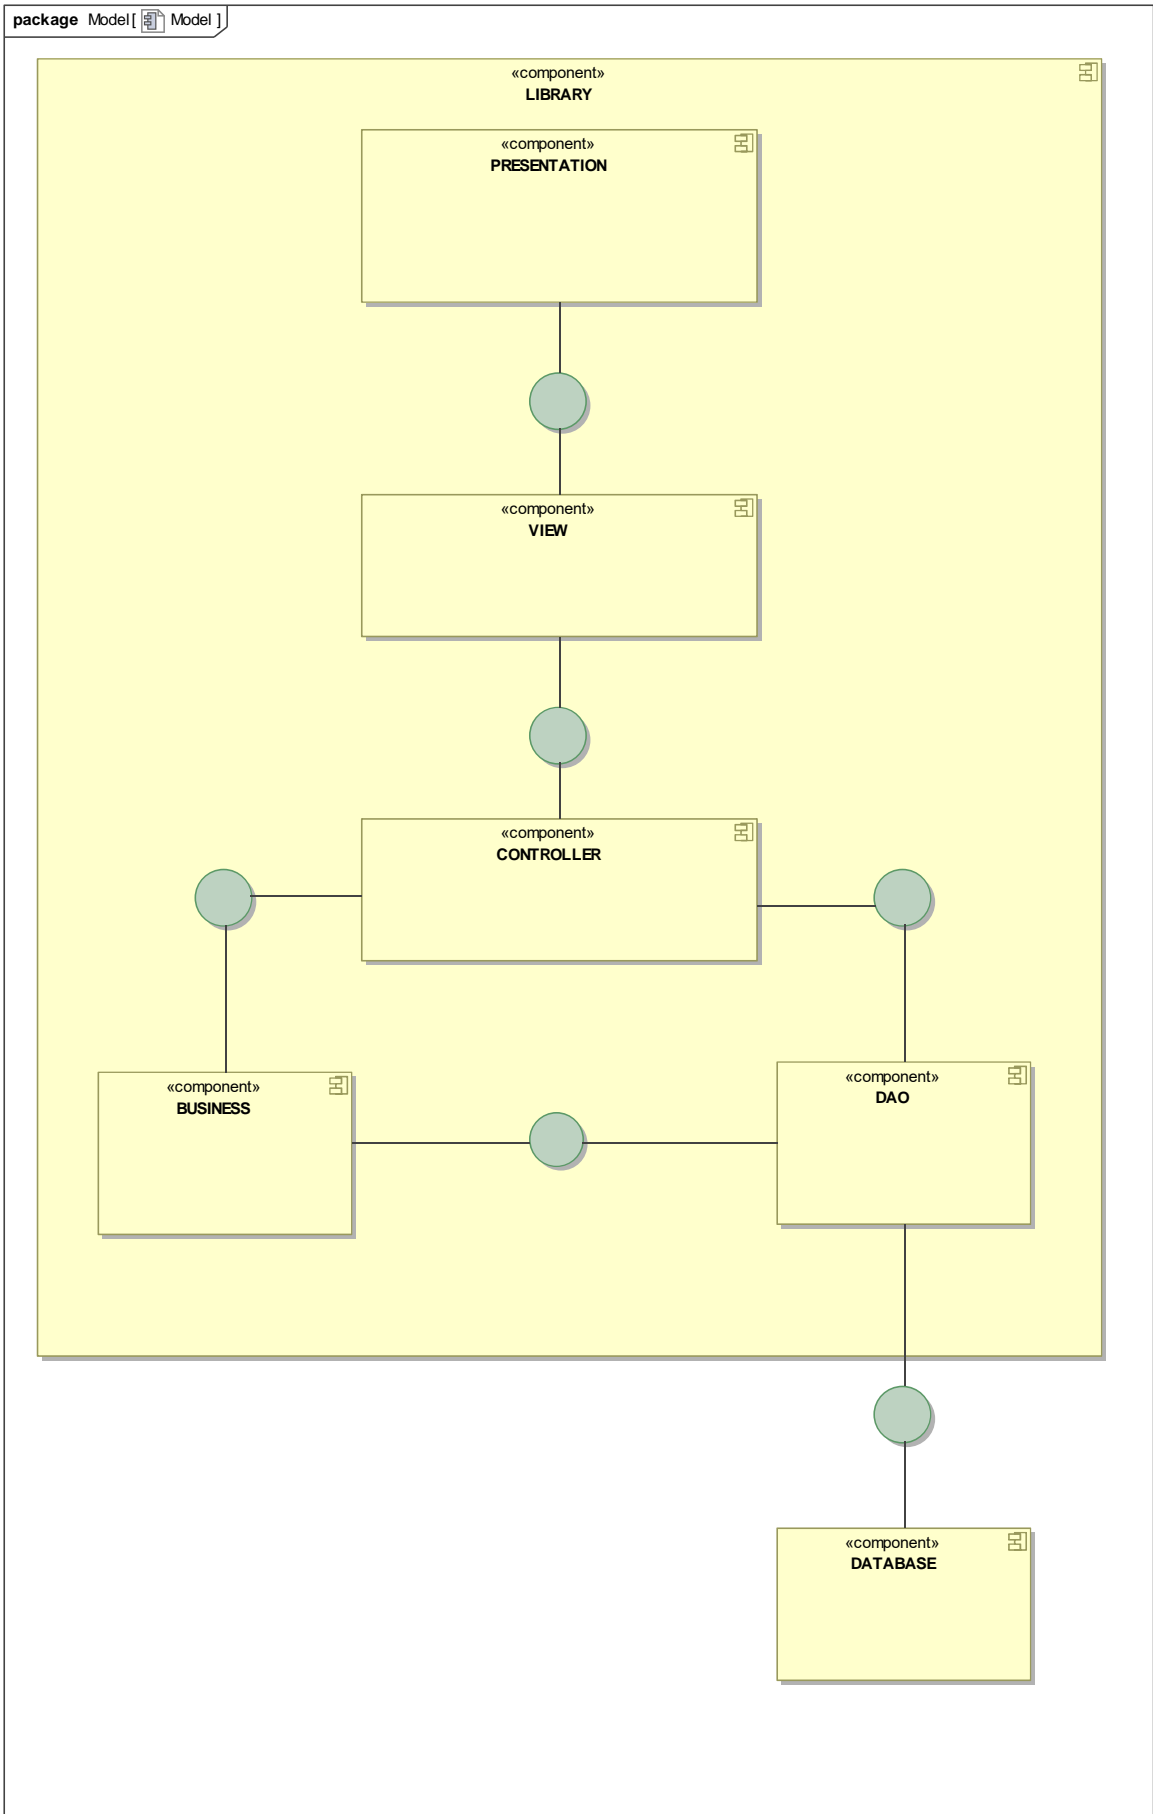 package Model [ Model ]
«component»
LIBRARY
«component»
PRESENTATION
«component»
VIEW
«component»
CONTROLLER
«component»
BUSINESS
«component»
DAO
«component»
DATABASE